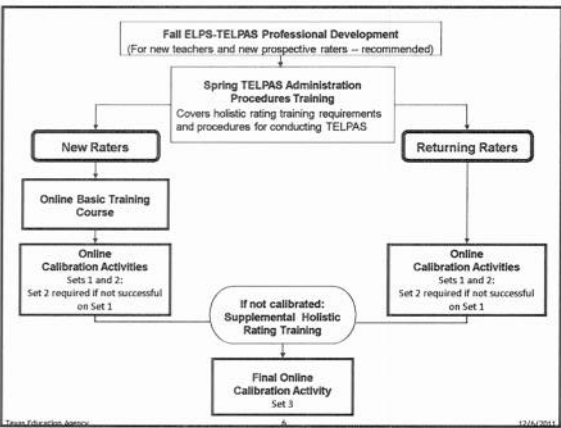 Fall ELPS-TELPAS Professional Development
(For new teachers and new prospective raters -- recommended)
Spring TELPAS Administration
Procedures Training
Covers holistic rating training requirements
and procedures for conducting TELPAS
New Raters
Returning Raters
Online Basic Training
Course
Online
Calibration Activities
Sets 1 and 2:
Set 2 required if not successful
on Set 1
Online
Calibration Activities
Sets 1 and 2:
Set 2 required if not successful
on Set 1
If not calibrated:
Supplemental Holistic
Rating Training
Final Online
Calibration Activity
Set 3
Texas Education Agency
6
12/6/2011